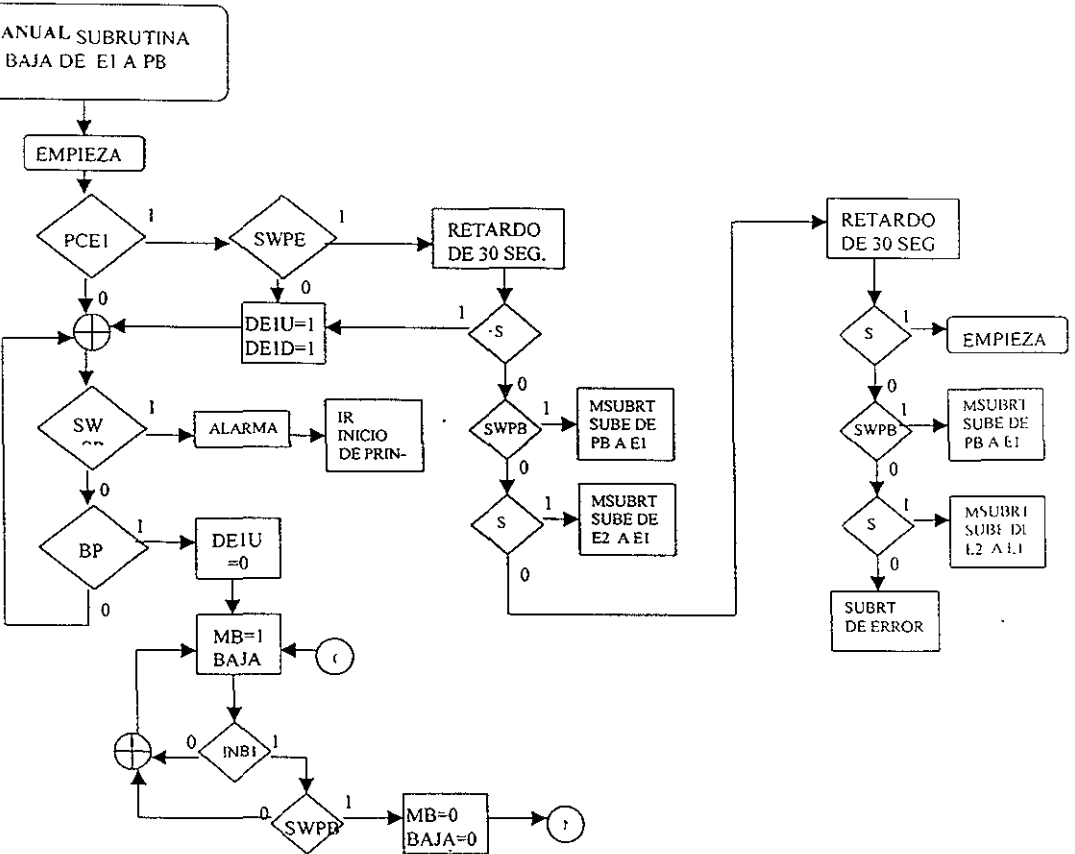 ANUAL SUBRUTINA
BAJA DE E1 A PB
EMPIEZA
PCE1
1
0
SWPE
1
0
RETARDO
DE 30 SEG.
DE1U=1
DE1D=1
1
S
0
SW
1
0
ALARMA
IR
INICIO
DE PRIN-
SWPB
1
0
MSUBRT
SUBE DE
PB A E1
BP
1
0
DE1U
=0
S
1
0
MSUBRT
SUBE DE
E2 A E1
MB=1
BAJA
INB1
0
1
SWPB
0
1
MB=0
BAJA=0
RETARDO
DE 30 SEG
S
1
0
EMPIEZA
SWPB
1
0
MSUBRT
SUBE DE
PB A E1
S
1
0
MSUBRT
SUBE DE
E2 A E1
SUBRT
DE ERROR